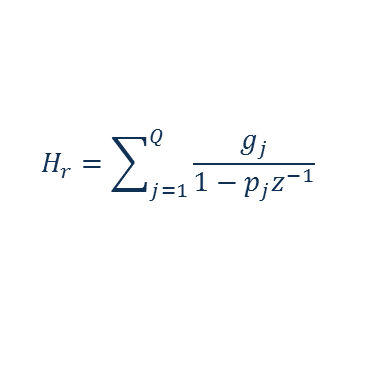 H_r = \sum_{j=1}^{Q} \frac{g_j}{1 - p_j z^{-1}}